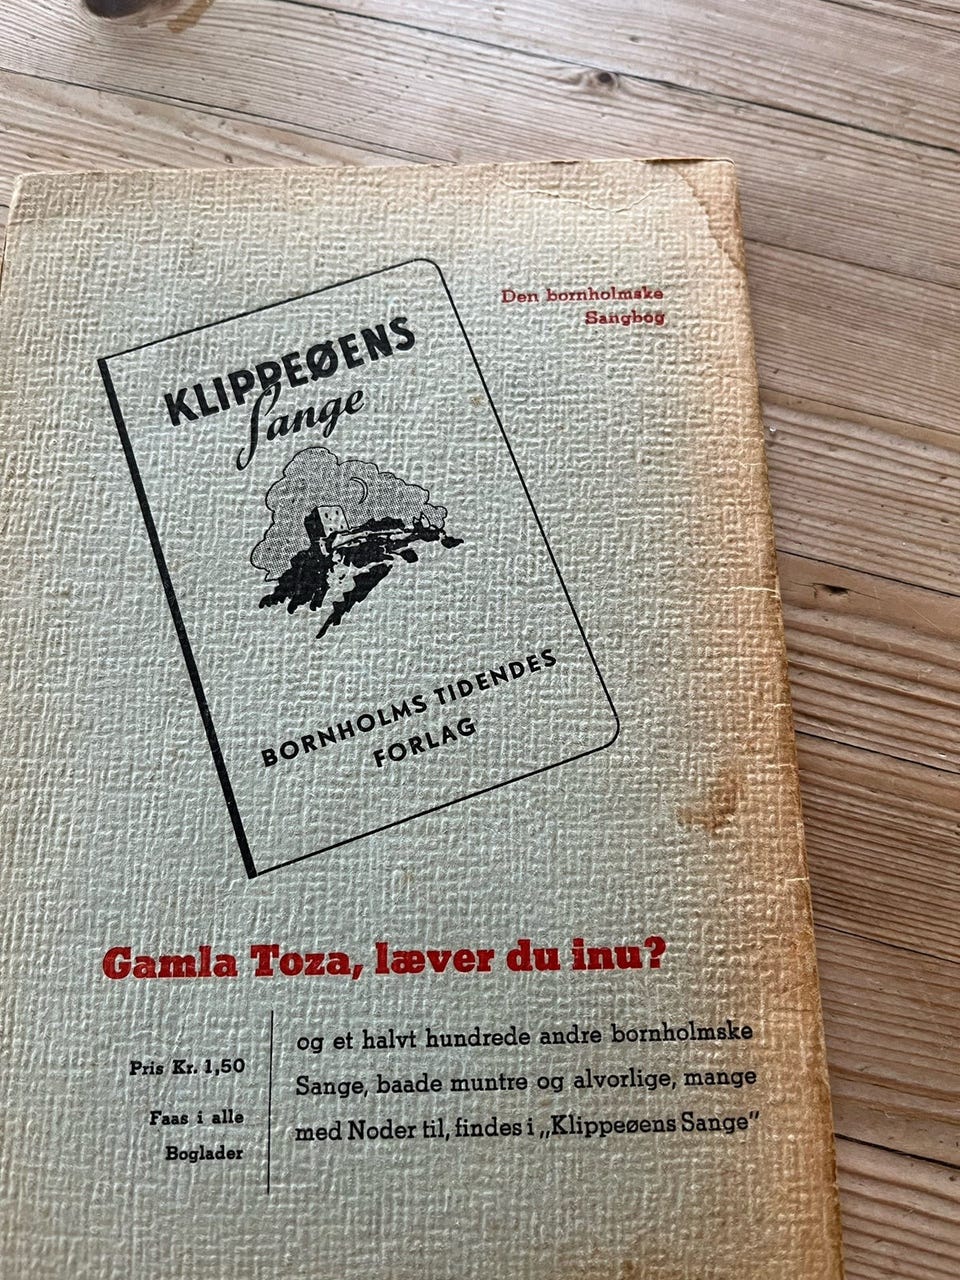 Den bornholmske
Sangbog
KLIPPEØENS
Sange
BORNHOLMS TIDENDES
FORLAG
Gamla Toza, læver du inu?
Pris Kr. 1,50
Faas i alle
Boglader
og et halvt hundrede andre bornholmske
Sange, baade muntre og alvorlige, mange
med Noder til, findes i „Klippeøens Sange”